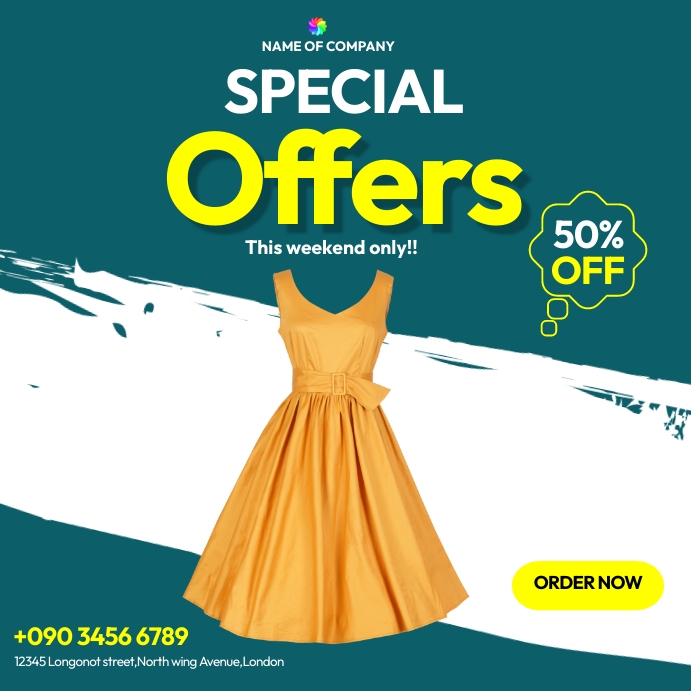 NAME OF COMPANY
SPECIAL
Offers
This weekend only!!
50%
OFF
ORDER NOW
+090 3456 6789
12345 Longonot street,North wing Avenue,London